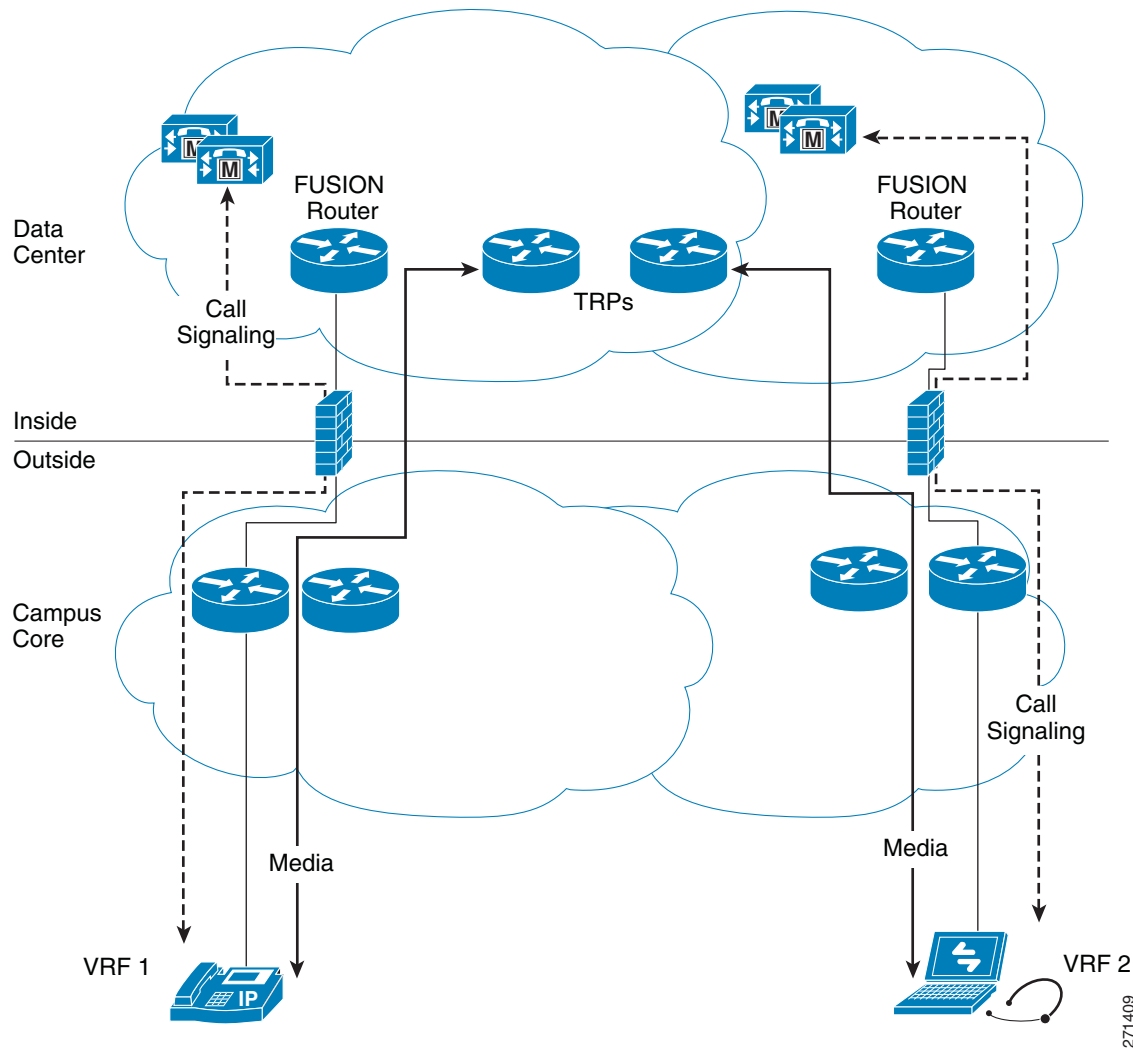 M
M
M
M
FUSION
Router
FUSION
Router
Data
Center
TRPs
Call
Signaling
Inside
Outside
Campus
Core
Call
Signaling
Media
Media
VRF 1
IP
VRF 2
271409